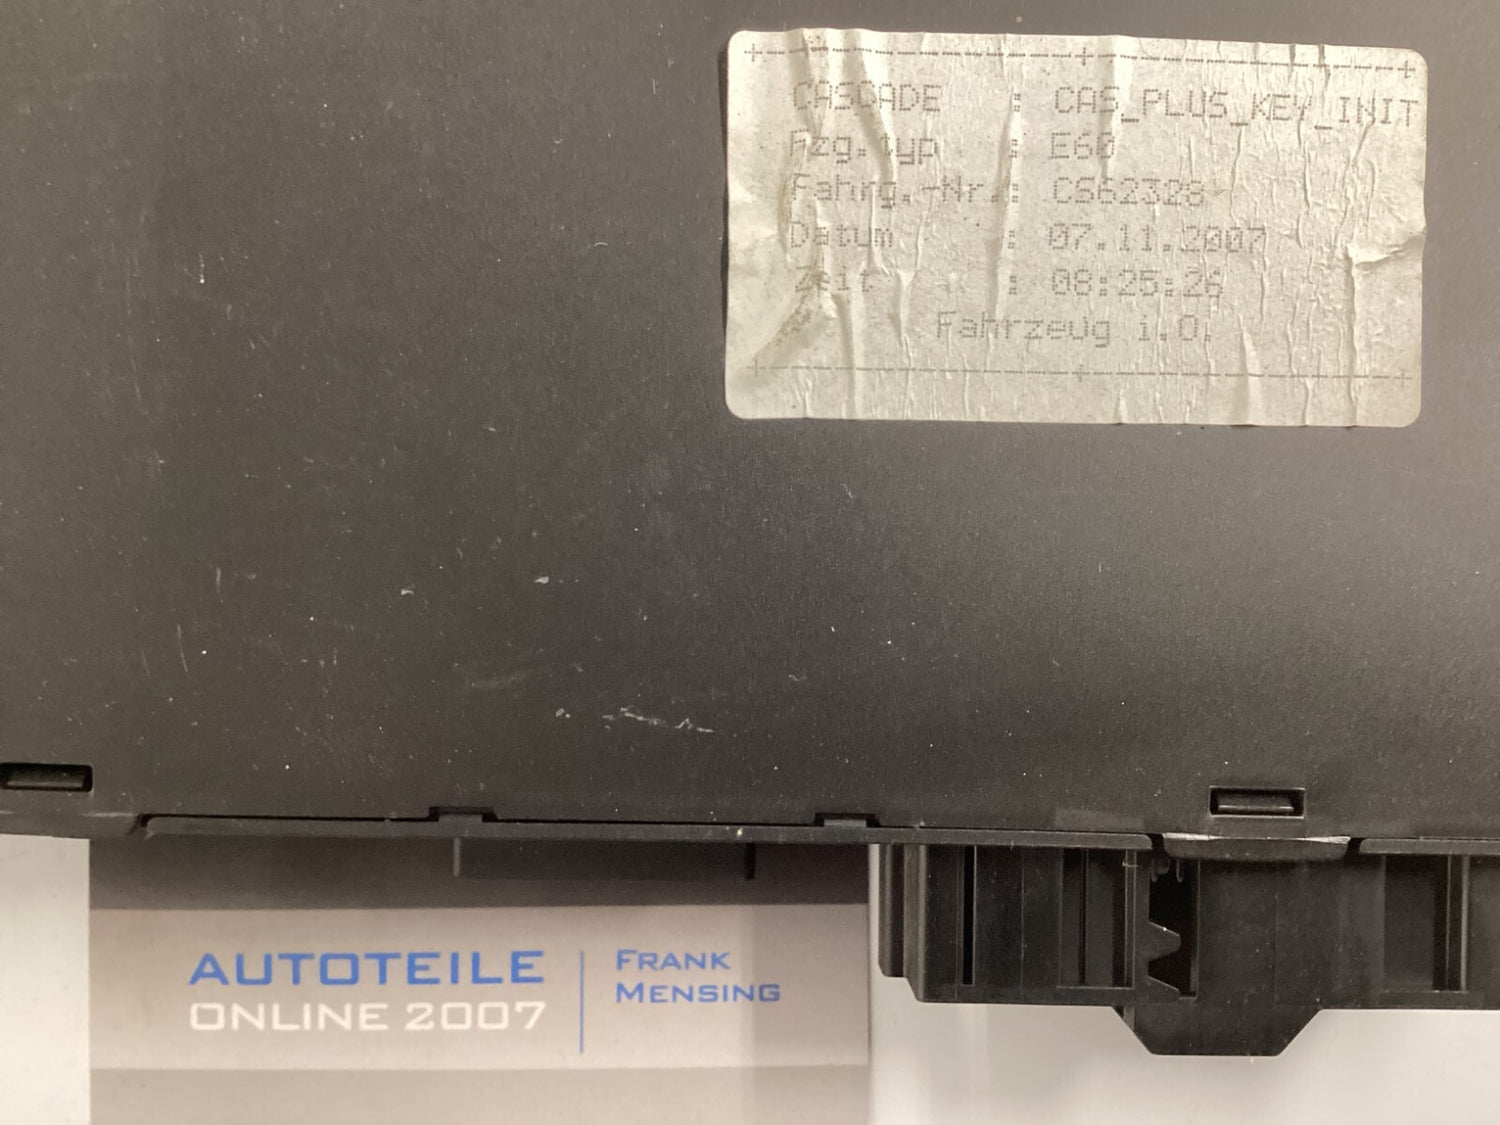 CASCADE : CAS_PLUS_KEY_INIT
Fzg.typ : E60
Fahrg.-Nr.: CS62328
Datum : 07.11.2007
Zeit : 08:25:26
Fahrzeug i.O.
AUTOTEILE
ONLINE 2007
FRANK
MENSING